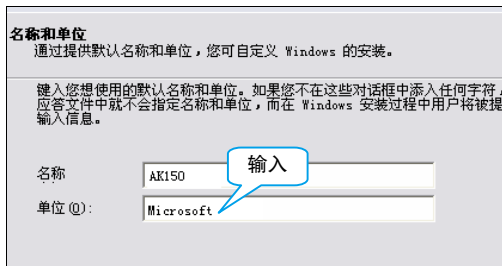 名称和单位
通过提供默认名称和单位，您可自定义 Windows 的安装。
键入您想使用的默认名称和单位。如果您不在这些对话框中添入任何字符，
应答文件中就不会指定名称和单位，而在 Windows 安装过程中用户将被提
输入信息。
名称
AK150
输入
单位(O)：
Microsoft